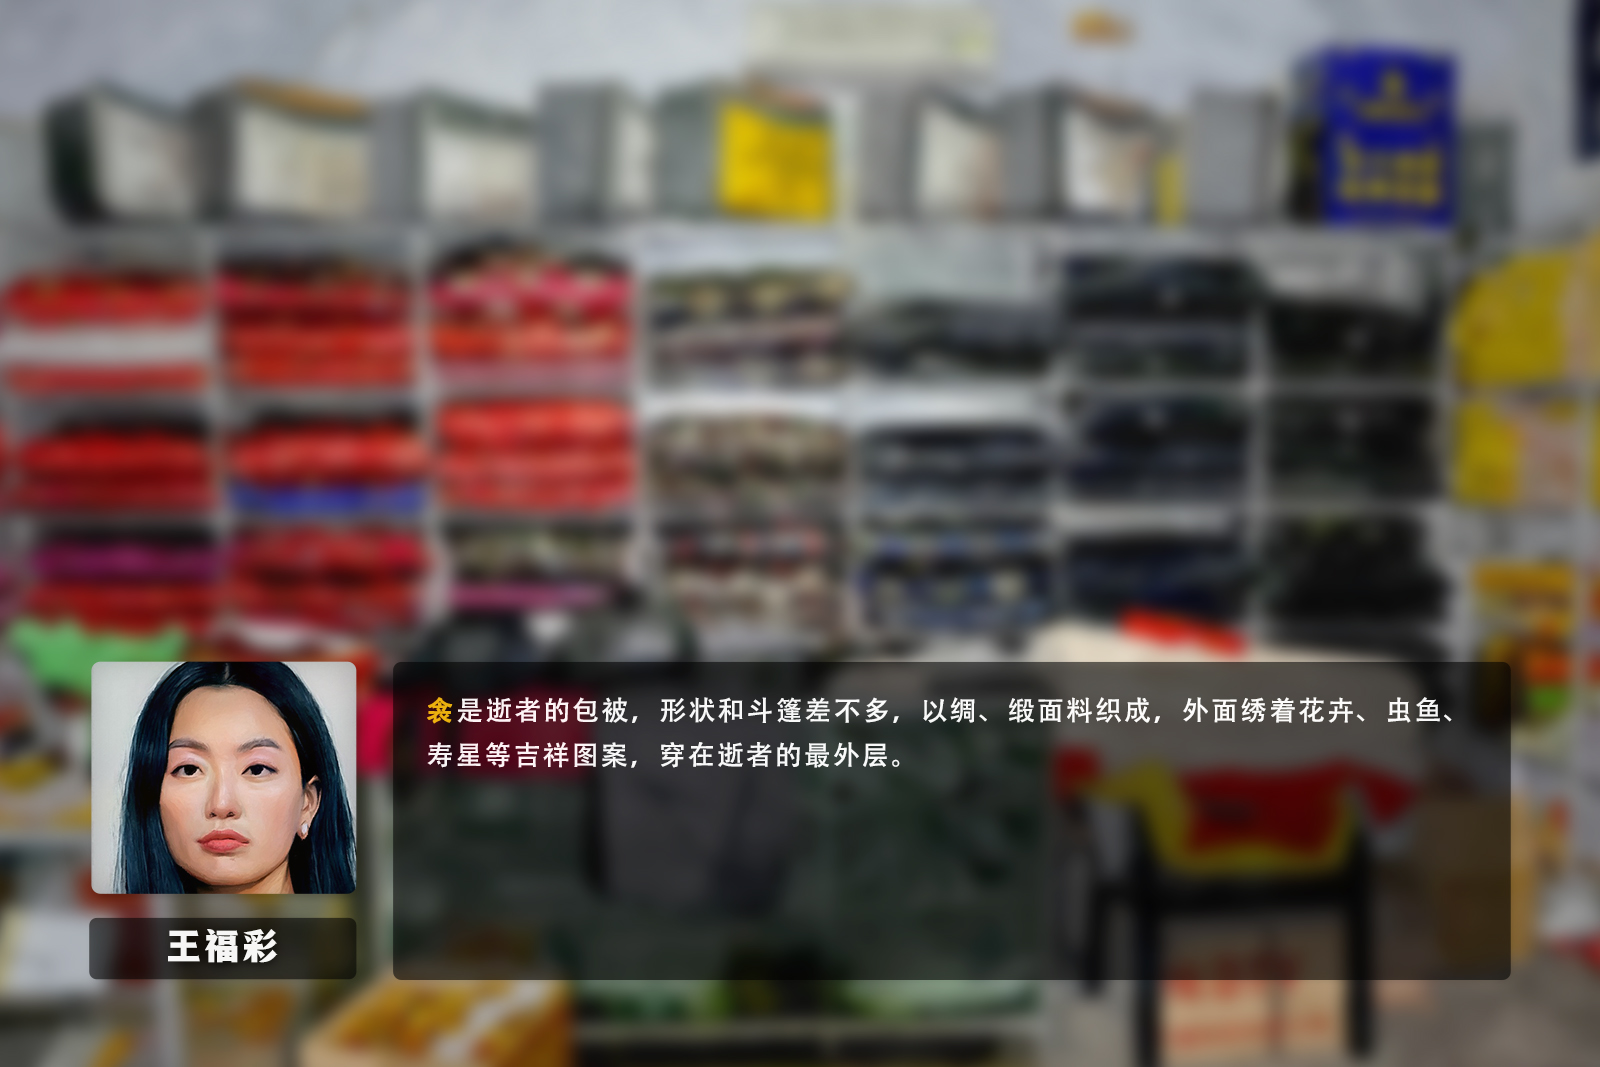 衾是逝者的包被，形状和斗篷差不多，以绸、缎面料织成，外面绣着花卉、虫鱼、
寿星等吉祥图案，穿在逝者的最外层。
王福彩